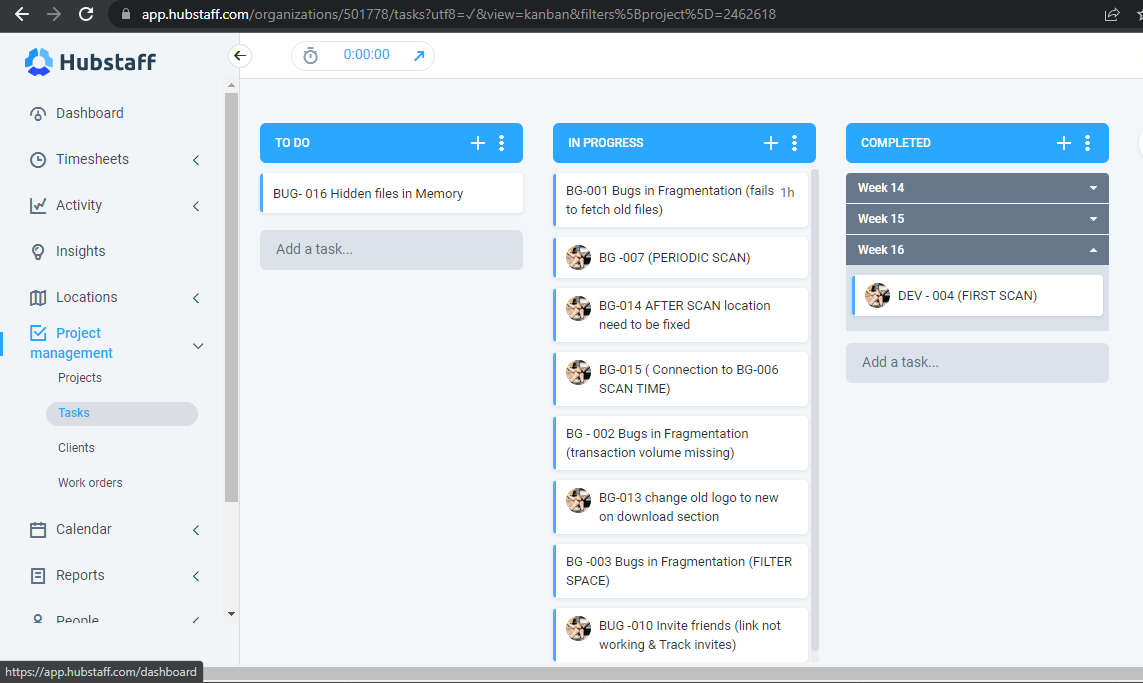 app.hubstaff.com/organizations/501778/tasks?utf8=✓&view=kanban&filters%5Bproject%5D=2462618
Hubstaff
0:00:00
Dashboard
Timesheets
Activity
Insights
Locations
Project
management
Projects
Tasks
Clients
Work orders
Calendar
Reports
People
TO DO
BUG- 016 Hidden files in Memory
Add a task...
IN PROGRESS
BG-001 Bugs in Fragmentation (fails 1h
to fetch old files)
BG -007 (PERIODIC SCAN)
BG-014 AFTER SCAN location
need to be fixed
BG-015 ( Connection to BG-006
SCAN TIME)
BG - 002 Bugs in Fragmentation
(transaction volume missing)
BG-013 change old logo to new
on download section
BG -003 Bugs in Fragmentation (FILTER
SPACE)
BUG -010 Invite friends (link not
working & Track invites)
COMPLETED
Week 14
Week 15
Week 16
DEV - 004 (FIRST SCAN)
Add a task...
https://app.hubstaff.com/dashboard